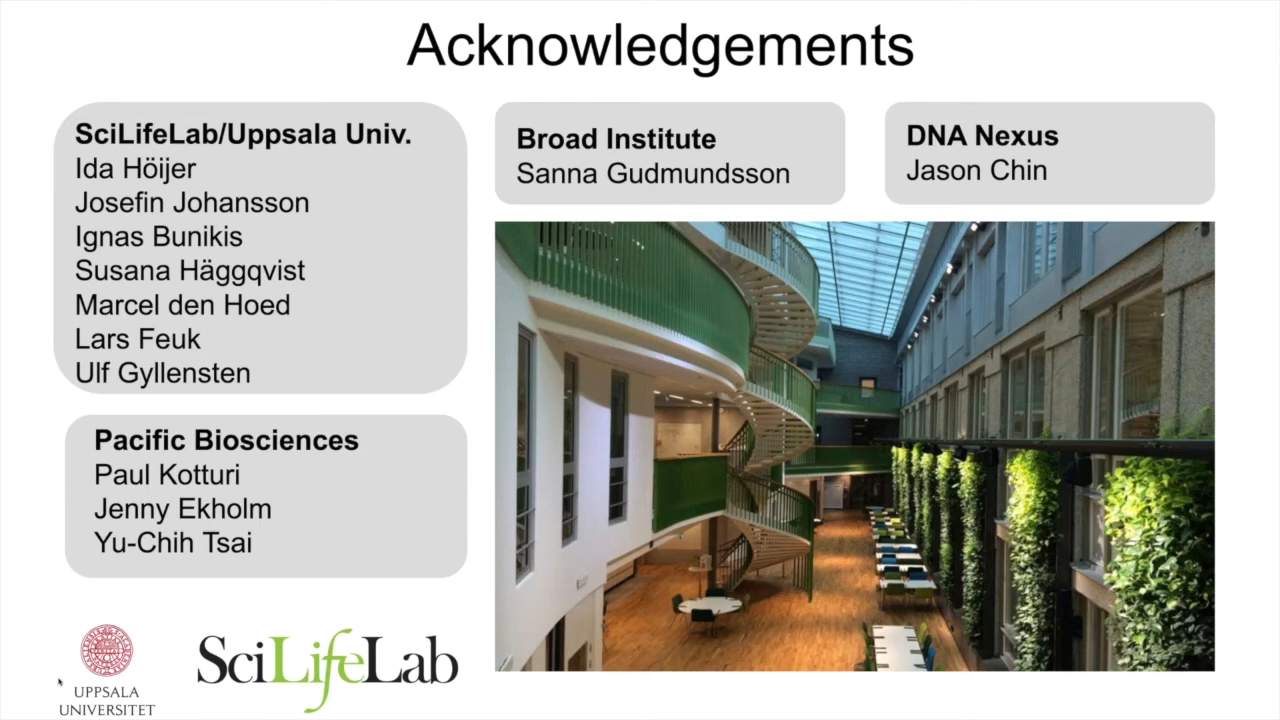 Acknowledgements
SciLifeLab/Uppsala Univ.
Ida Höijer
Josefin Johansson
Ignas Bunikis
Susana Häggqvist
Marcel den Hoed
Lars Feuk
Ulf Gyllensten
Pacific Biosciences
Paul Kotturi
Jenny Ekholm
Yu-Chih Tsai
Broad Institute
Sanna Gudmundsson
DNA Nexus
Jason Chin
UPPSALA
UNIVERSITET
SciLifeLab